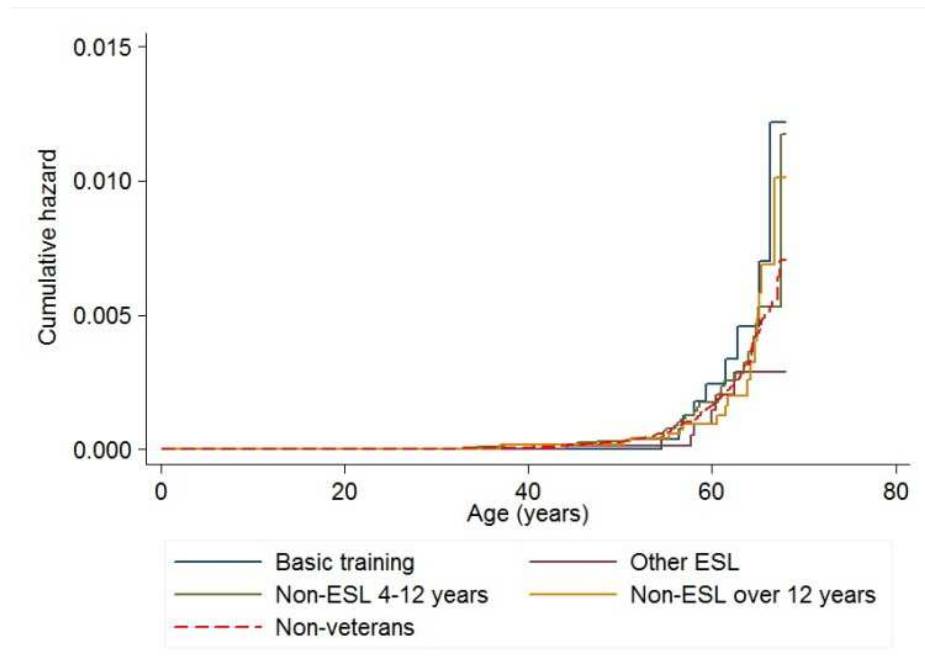 0.015
0.010
0.005
0.000
Cumulative hazard
0 20 40 60 80
Age (years)
Basic training Other ESL
Non-ESL 4-12 years Non-ESL over 12 years
Non-veterans